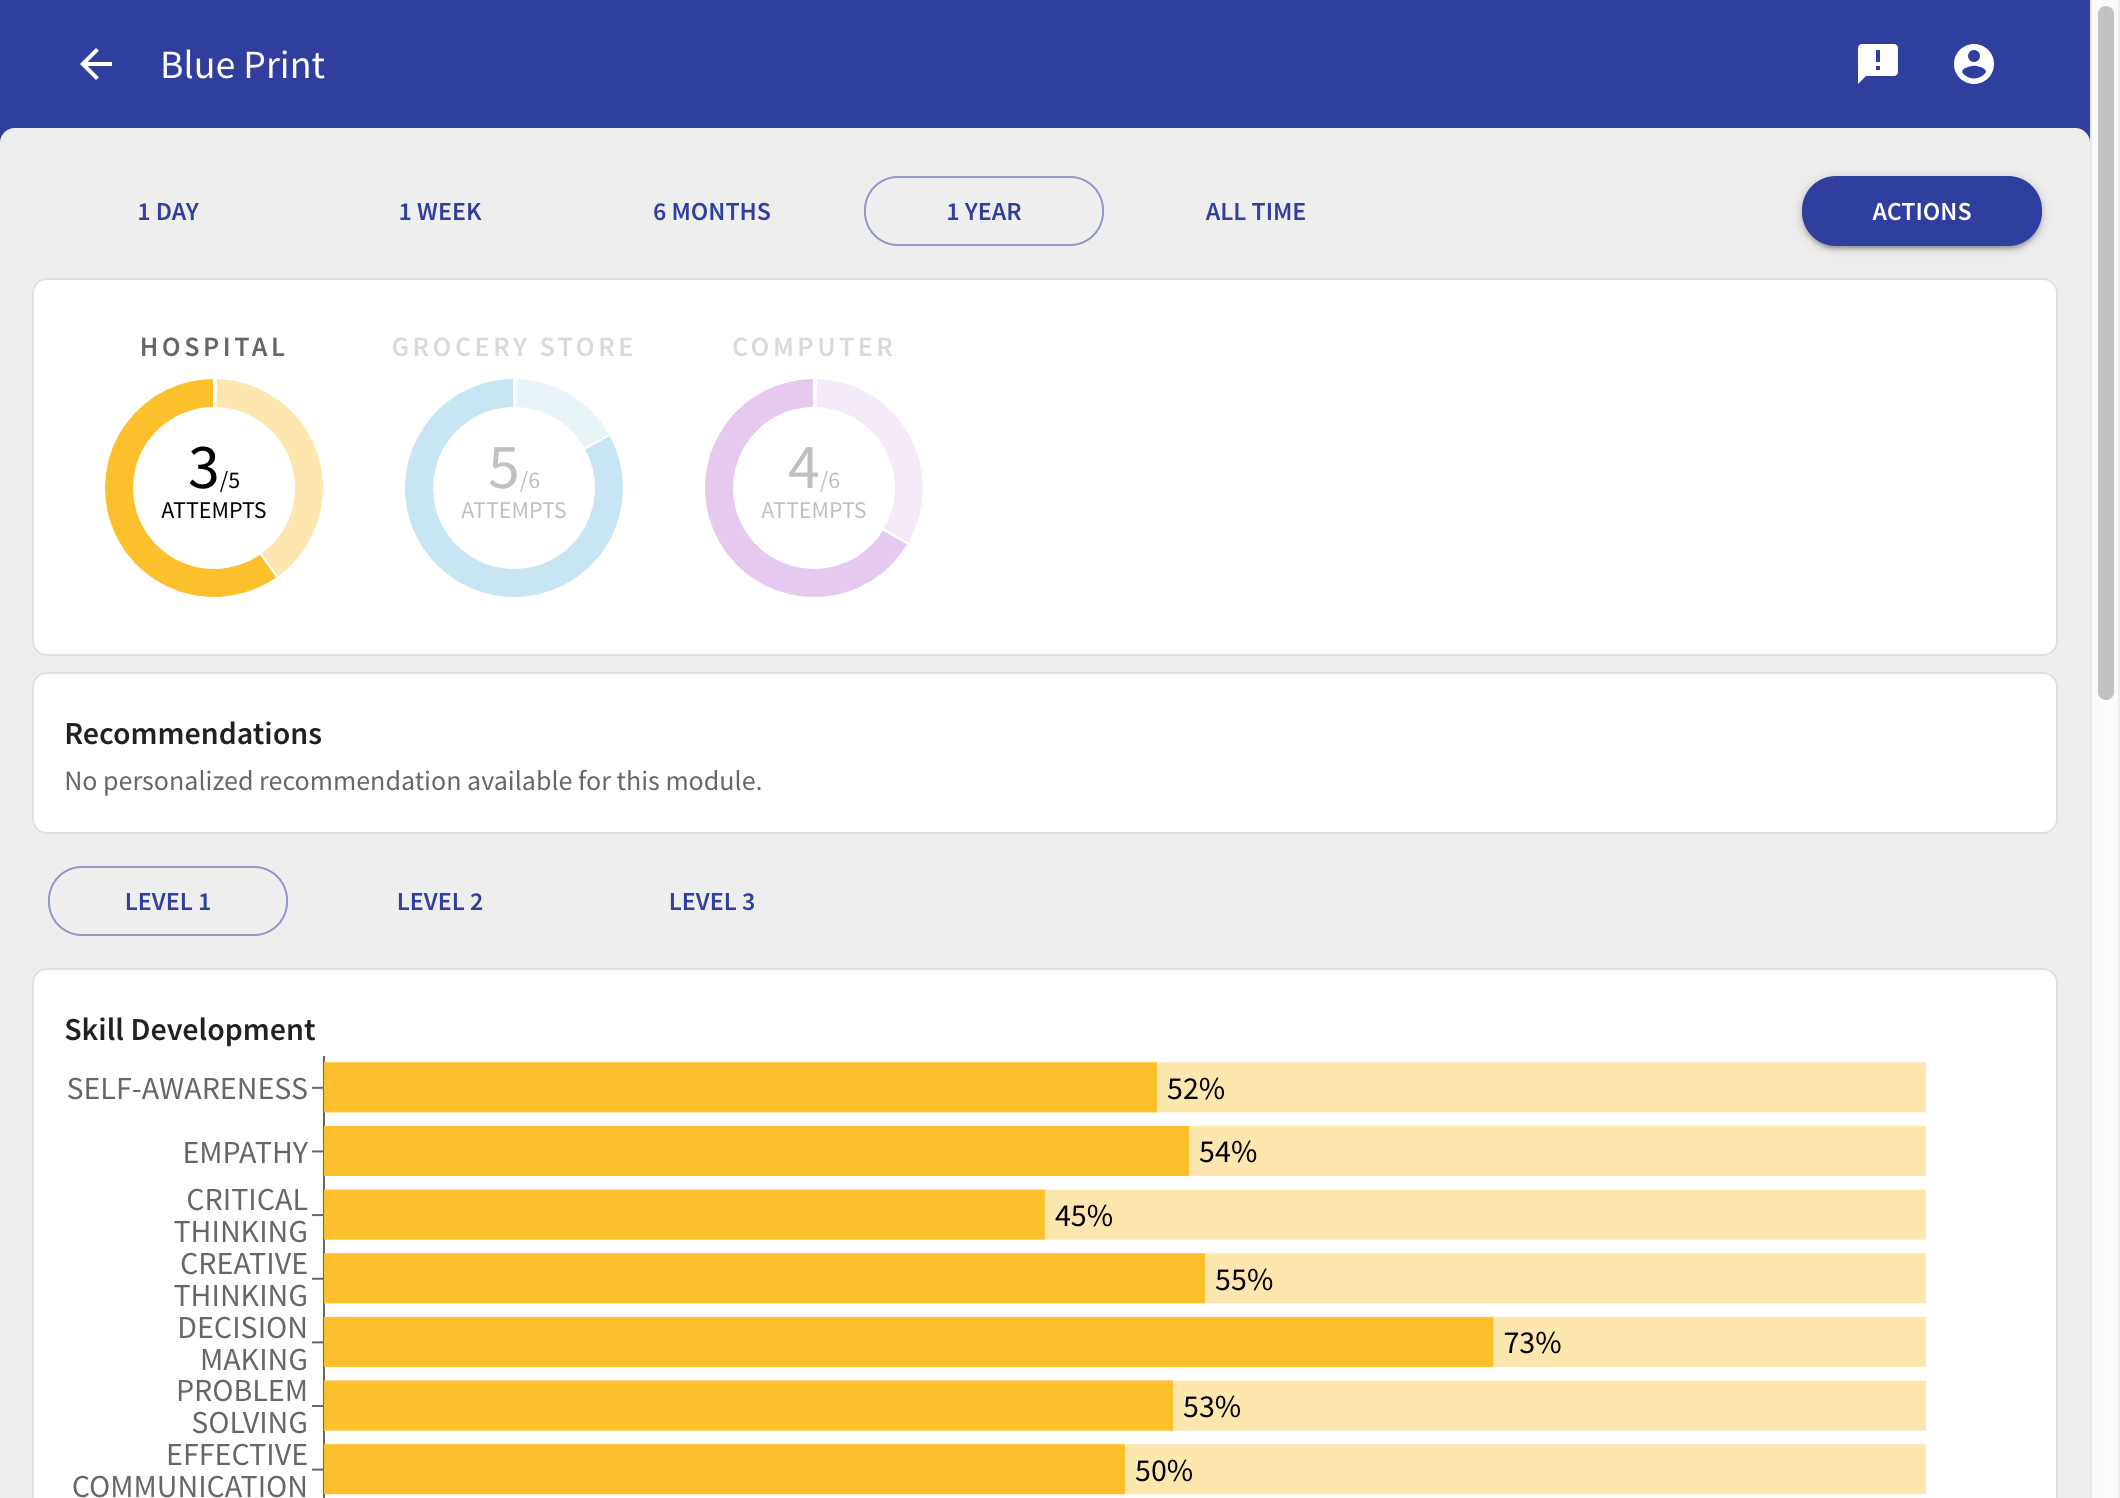 Blue Print
1 DAY
1 WEEK
6 MONTHS
1 YEAR
ALL TIME
ACTIONS
HOSPITAL
3/5
ATTEMPTS
GROCERY STORE
5/6
ATTEMPTS
COMPUTER
4/6
ATTEMPTS
Recommendations
No personalized recommendation available for this module.
LEVEL 1
LEVEL 2
LEVEL 3
Skill Development
SELF-AWARENESS
52%
EMPATHY
54%
CRITICAL
THINKING
45%
CREATIVE
THINKING
55%
DECISION
MAKING
73%
PROBLEM
SOLVING
53%
EFFECTIVE
COMMUNICATION
50%